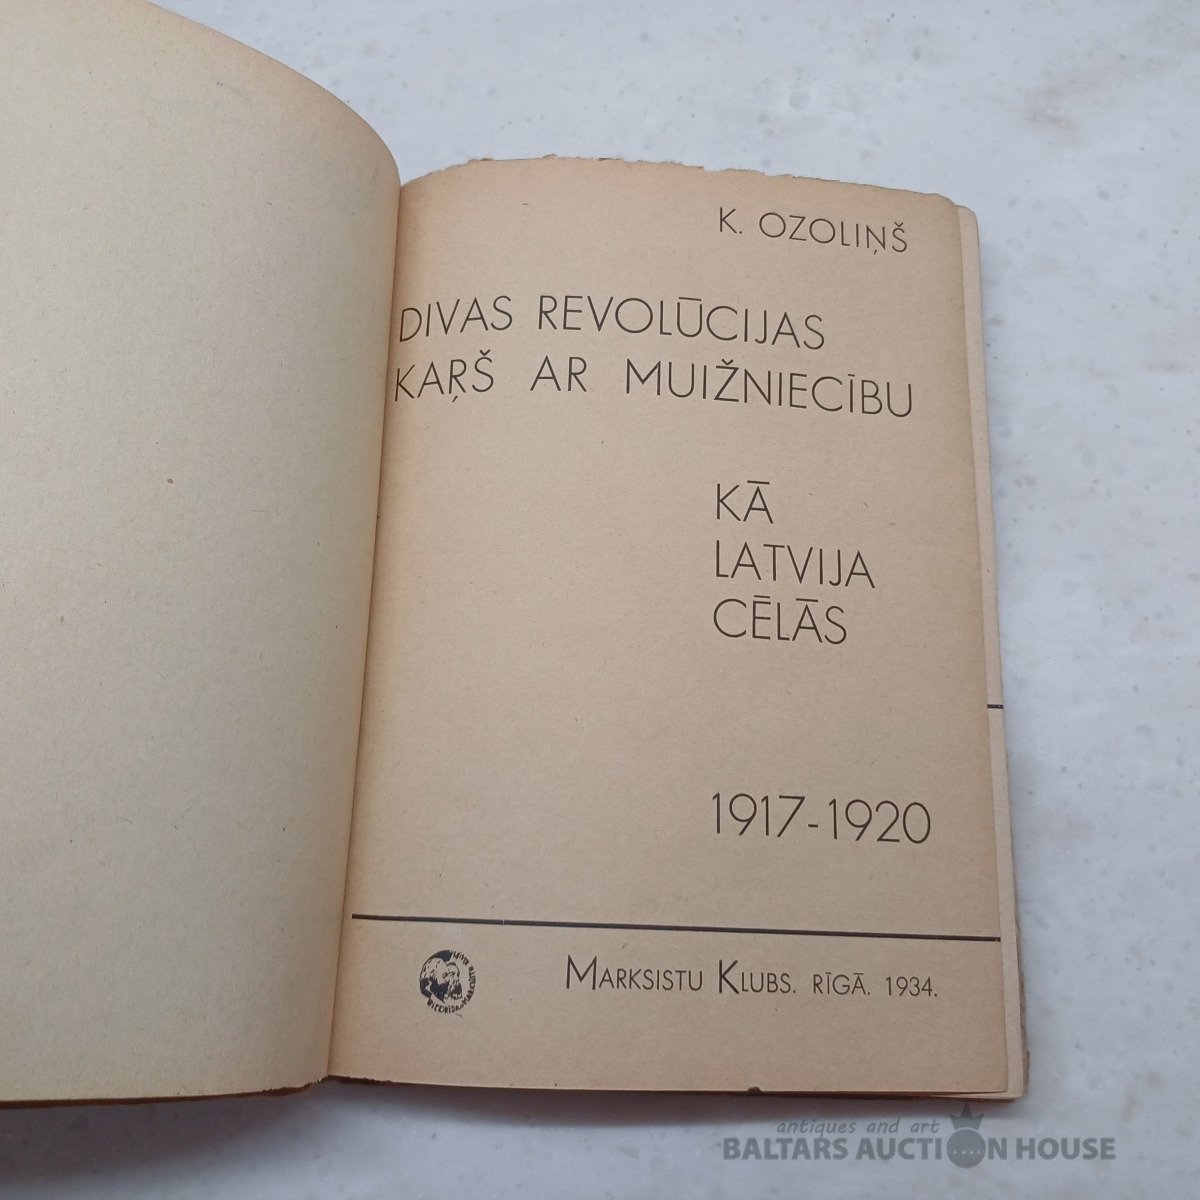 K. OZOLIŅŠ
DIVAS REVOLŪCIJAS
KAŖŠ AR MUIŽNIECĪBU
KĀ
LATVIJA
CĒLĀS
1917-1920
MARKSISTU KLUBS. RĪGĀ. 1934.
antiques and art
BALTARS AUCTION HOUSE